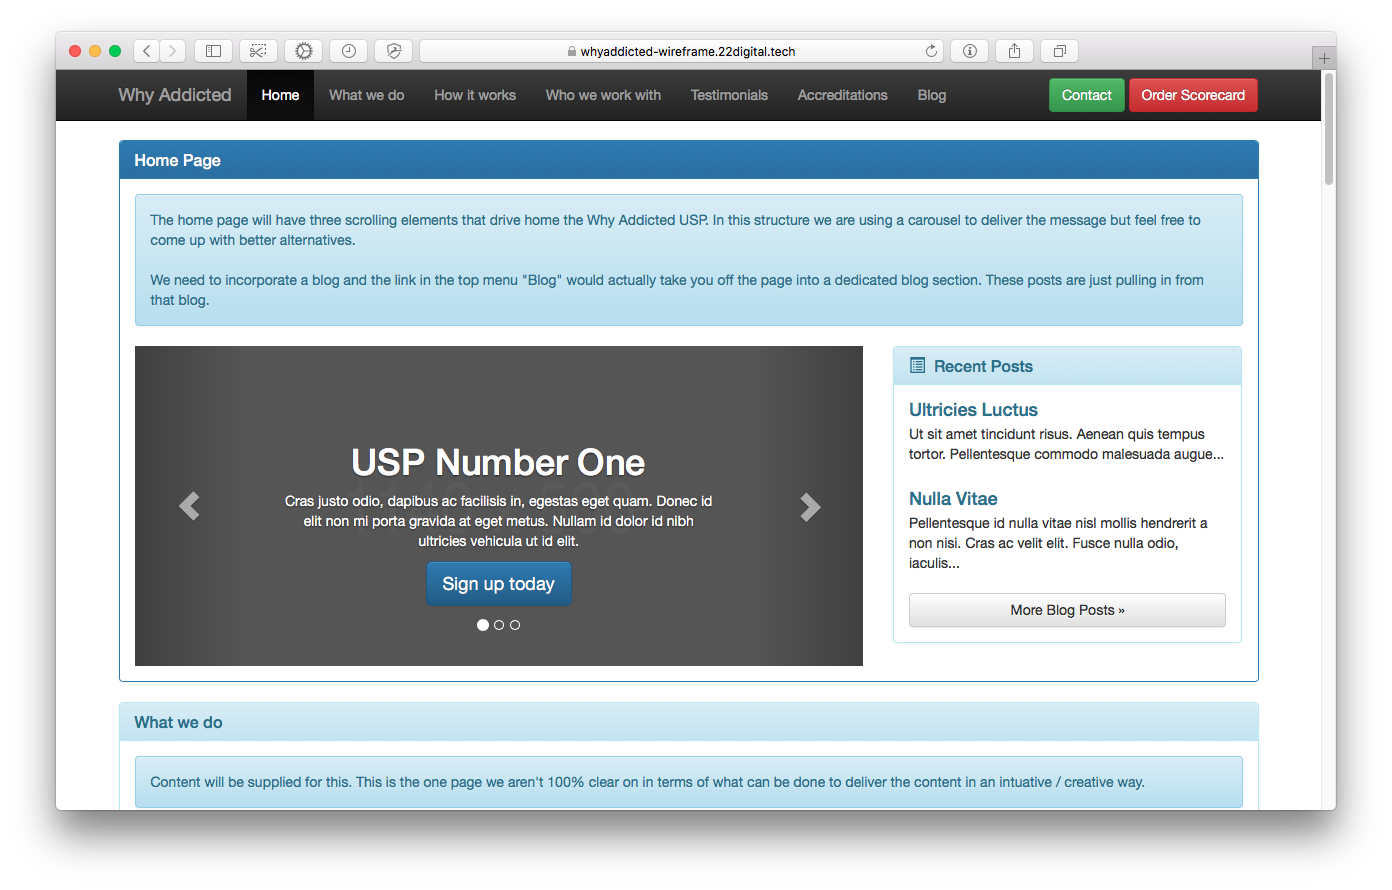 whyaddicted-wireframe.22digital.tech
Why Addicted
Home
What we do
How it works
Who we work with
Testimonials
Accreditations
Blog
Contact
Order Scorecard
Home Page
The home page will have three scrolling elements that drive home the Why Addicted USP. In this structure we are using a carousel to deliver the message but feel free to
come up with better alternatives.
We need to incorporate a blog and the link in the top menu "Blog" would actually take you off the page into a dedicated blog section. These posts are just pulling in from
that blog.
USP Number One
Cras justo odio, dapibus ac facilisis in, egestas eget quam. Donec id
elit non mi porta gravida at eget metus. Nullam id dolor id nibh
ultricies vehicula ut id elit.
Sign up today
Recent Posts
Ultricies Luctus
Ut sit amet tincidunt risus. Aenean quis tempus
tortor. Pellentesque commodo malesuada augue...
Nulla Vitae
Pellentesque id nulla vitae nisl mollis hendrerit a
non nisi. Cras ac velit elit. Fusce nulla odio,
iaculis...
More Blog Posts »
What we do
Content will be supplied for this. This is the one page we aren't 100% clear on in terms of what can be done to deliver the content in an intuative / creative way.